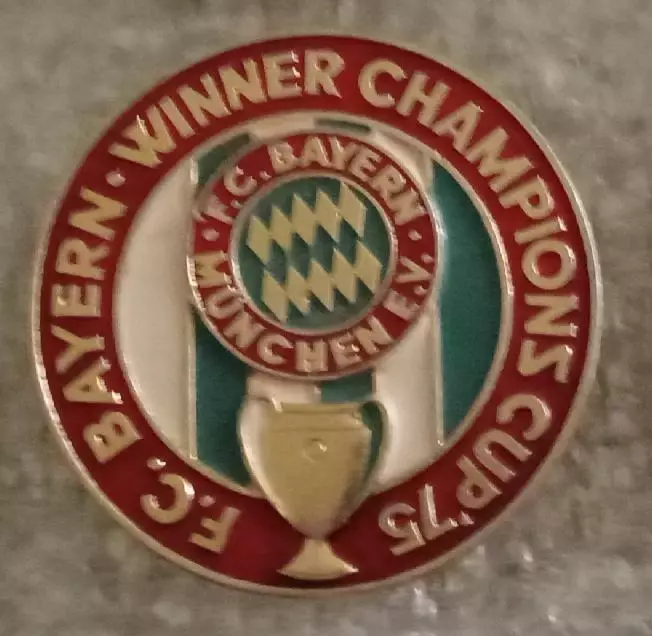 F.C. BAYERN · WINNER CHAMPIONS CUP '75
F.C. BAYERN ·
MÜNCHEN E.V. ·